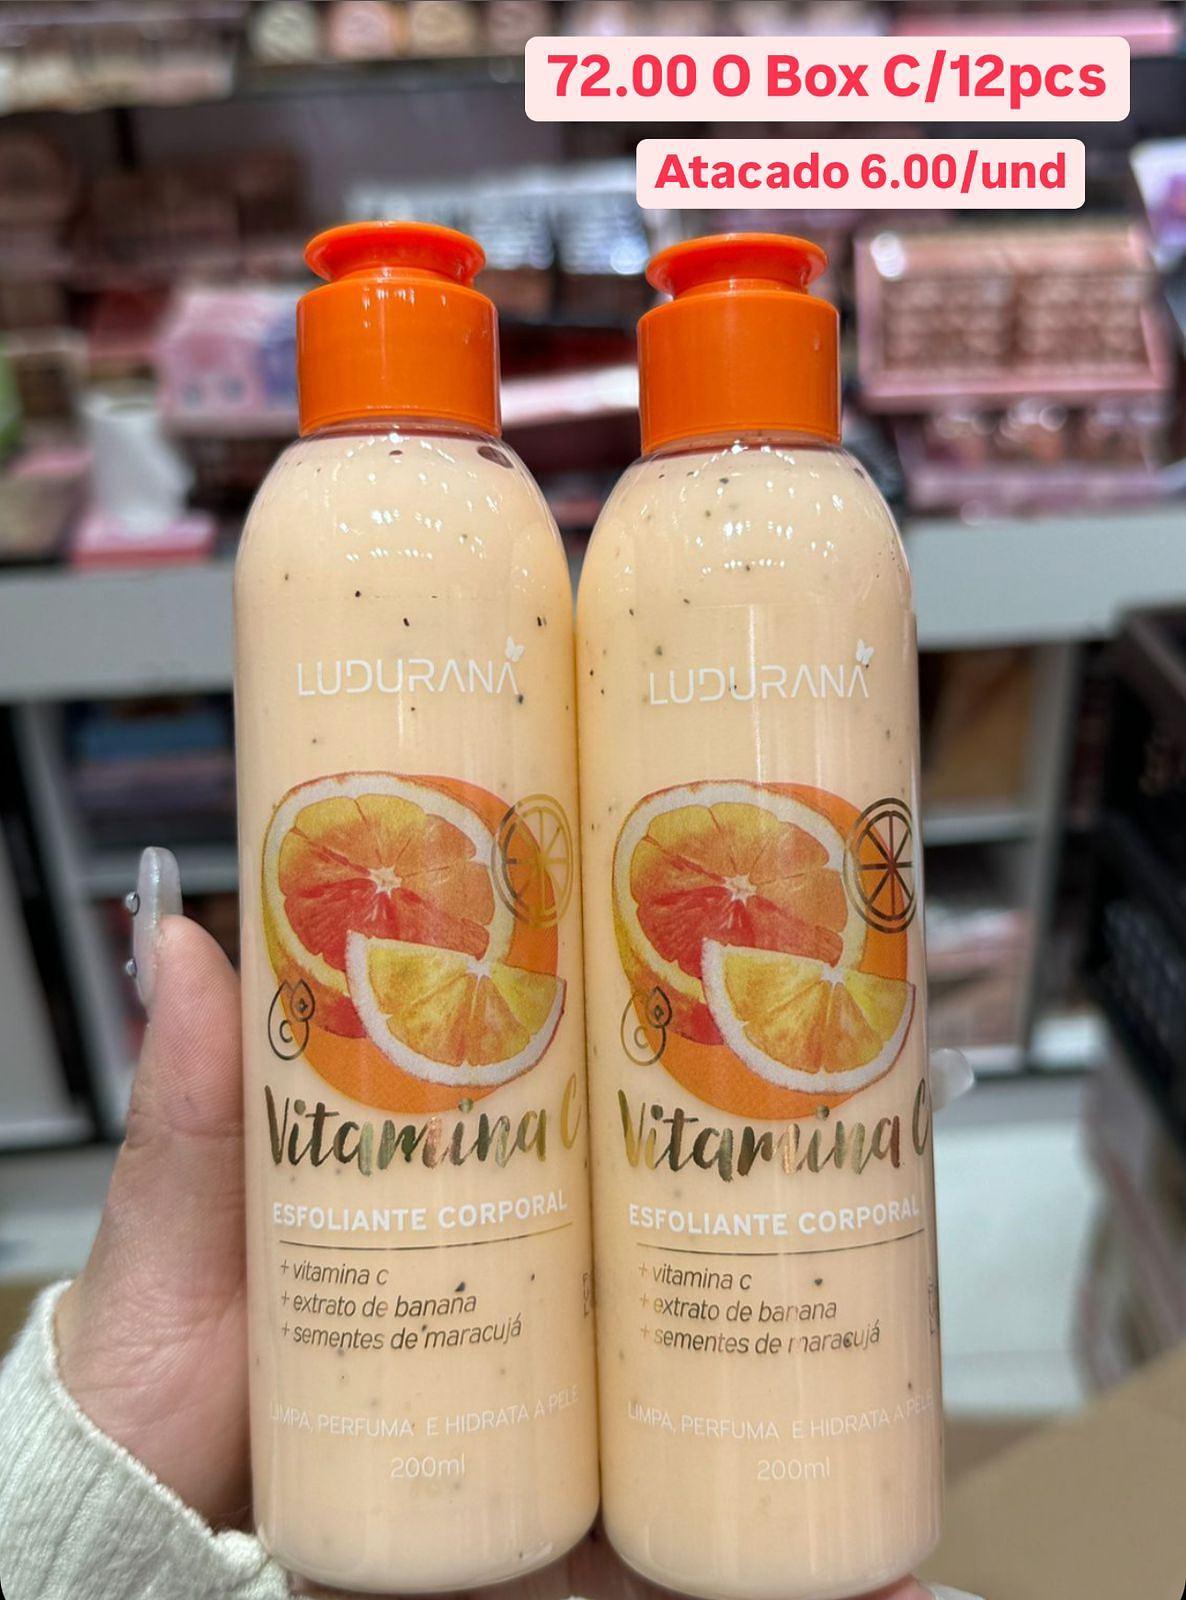 72.00 O Box C/12pcs
Atacado 6.00/und
LUDURANA
Vitamina C
ESFOLIANTE CORPORAL
+ vitamina c
+ extrato de banana
+ sementes de maracujá
LIMPA, PERFUMA E HIDRATA A PELE
200ml
LUDURANA
Vitamina C
ESFOLIANTE CORPORAL
+ vitamina c
+ extrato de banana
+ sementes de maracujá
LIMPA, PERFUMA E HIDRATA A PELE
200ml